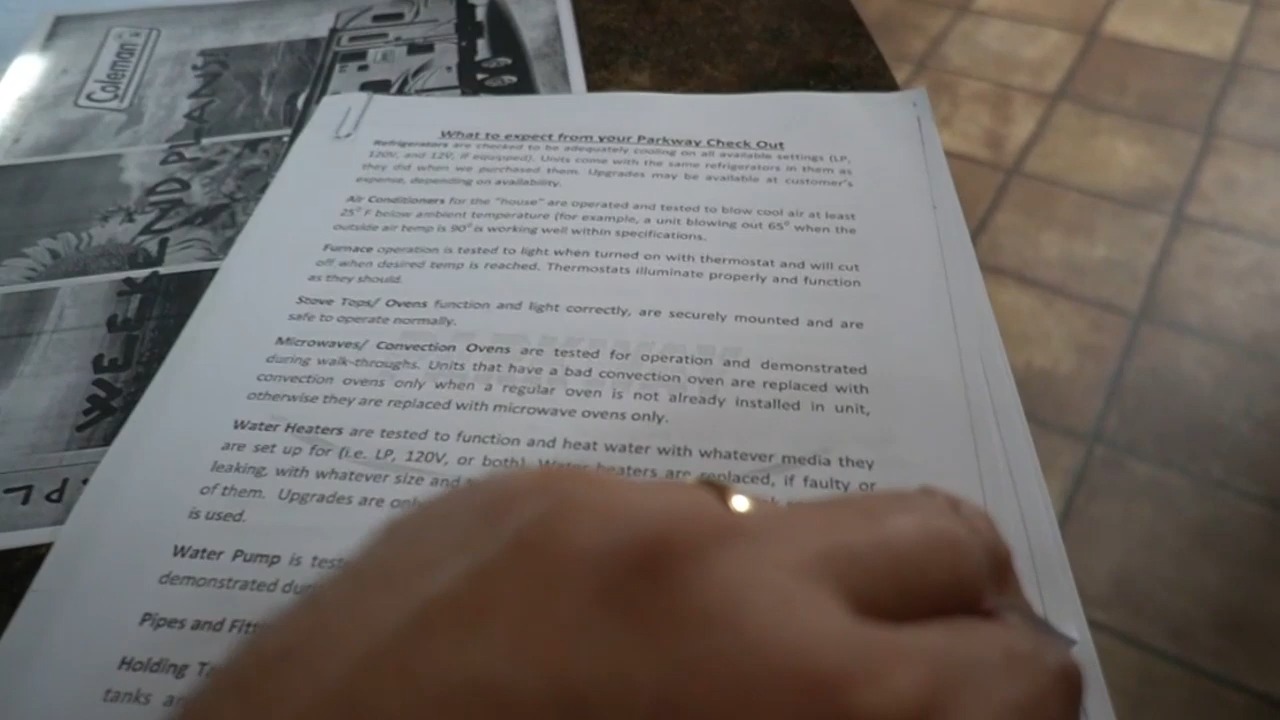 Coleman
WEEKEND PLANS
What to expect from your Parkway Check Out
Refrigerators are checked to be adequately cooling on all available settings (LP,
120V, and 12V, if equipped). Units come with the same refrigerators in them as
they did when we purchased them. Upgrades may be available at customer's
expense, depending on availability.
Air Conditioners for the "house" are operated and tested to blow cool air at least
25° F below ambient temperature (for example, a unit blowing out 65° when the
outside air temp is 90° is working well within specifications.
Furnace operation is tested to light when turned on with thermostat and will cut
off when desired temp is reached. Thermostats illuminate properly and function
as they should.
Stove Tops/ Ovens function and light correctly, are securely mounted and are
safe to operate normally.
Microwaves/ Convection Ovens are tested for operation and demonstrated
during walk-throughs. Units that have a bad convection oven are replaced with
convection ovens only when a regular oven is not already installed in unit,
otherwise they are replaced with microwave ovens only.
Water Heaters are tested to function and heat water with whatever media they
are set up for (i.e. LP, 120V, or both). Water heaters are replaced, if faulty or
leaking, with whatever size and
of them. Upgrades are
is used.
Water Pump is
demonstrated
Pipes and
Holding
tanks